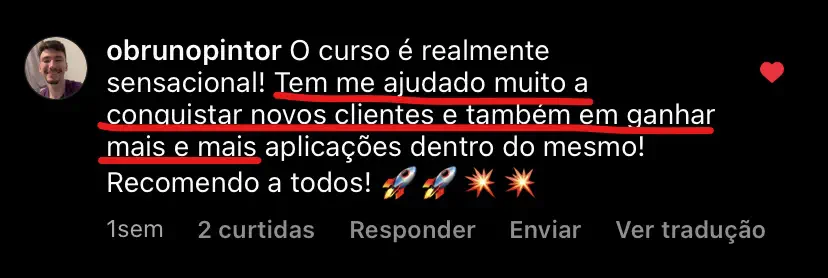 obrunopintor O curso é realmente
sensacional! Tem me ajudado muito a
conquistar novos clientes e também em ganhar
mais e mais aplicações dentro do mesmo!
Recomendo a todos! 🚀 🚀 💥 💥
1sem 2 curtidas Responder Enviar Ver tradução